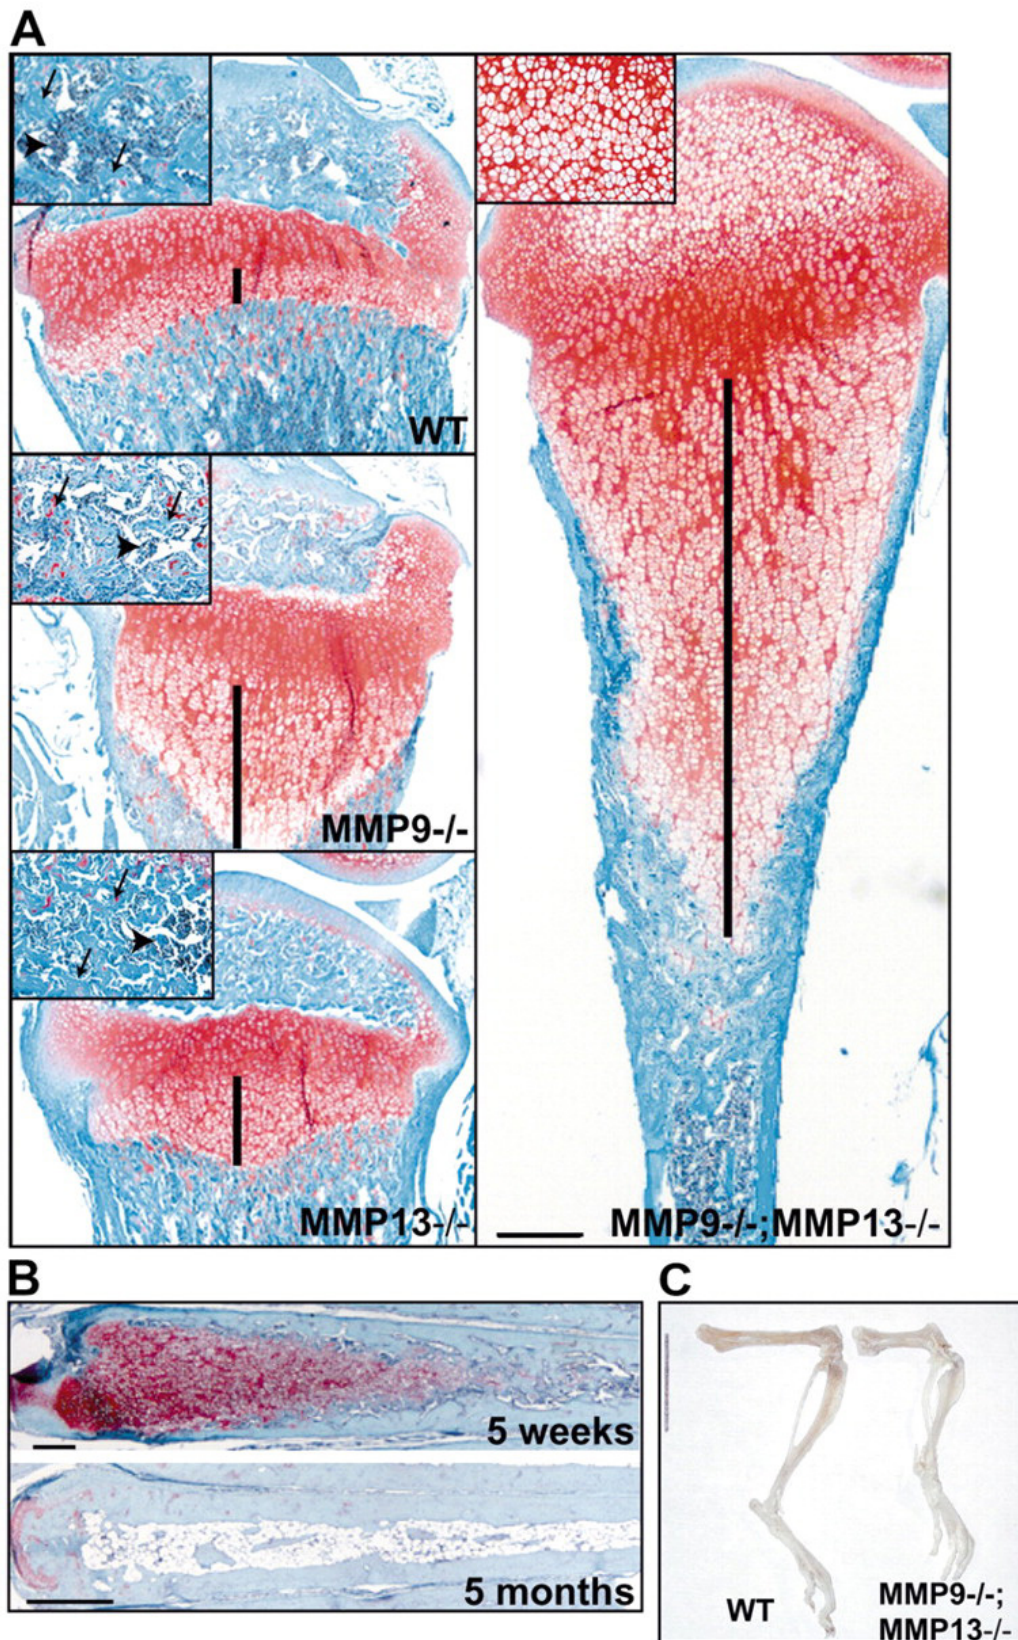 A
WT
MMP9-/-
MMP13-/-
MMP9-/-;MMP13-/-
B
5 weeks
5 months
C
WT
MMP9-/-;
MMP13-/-